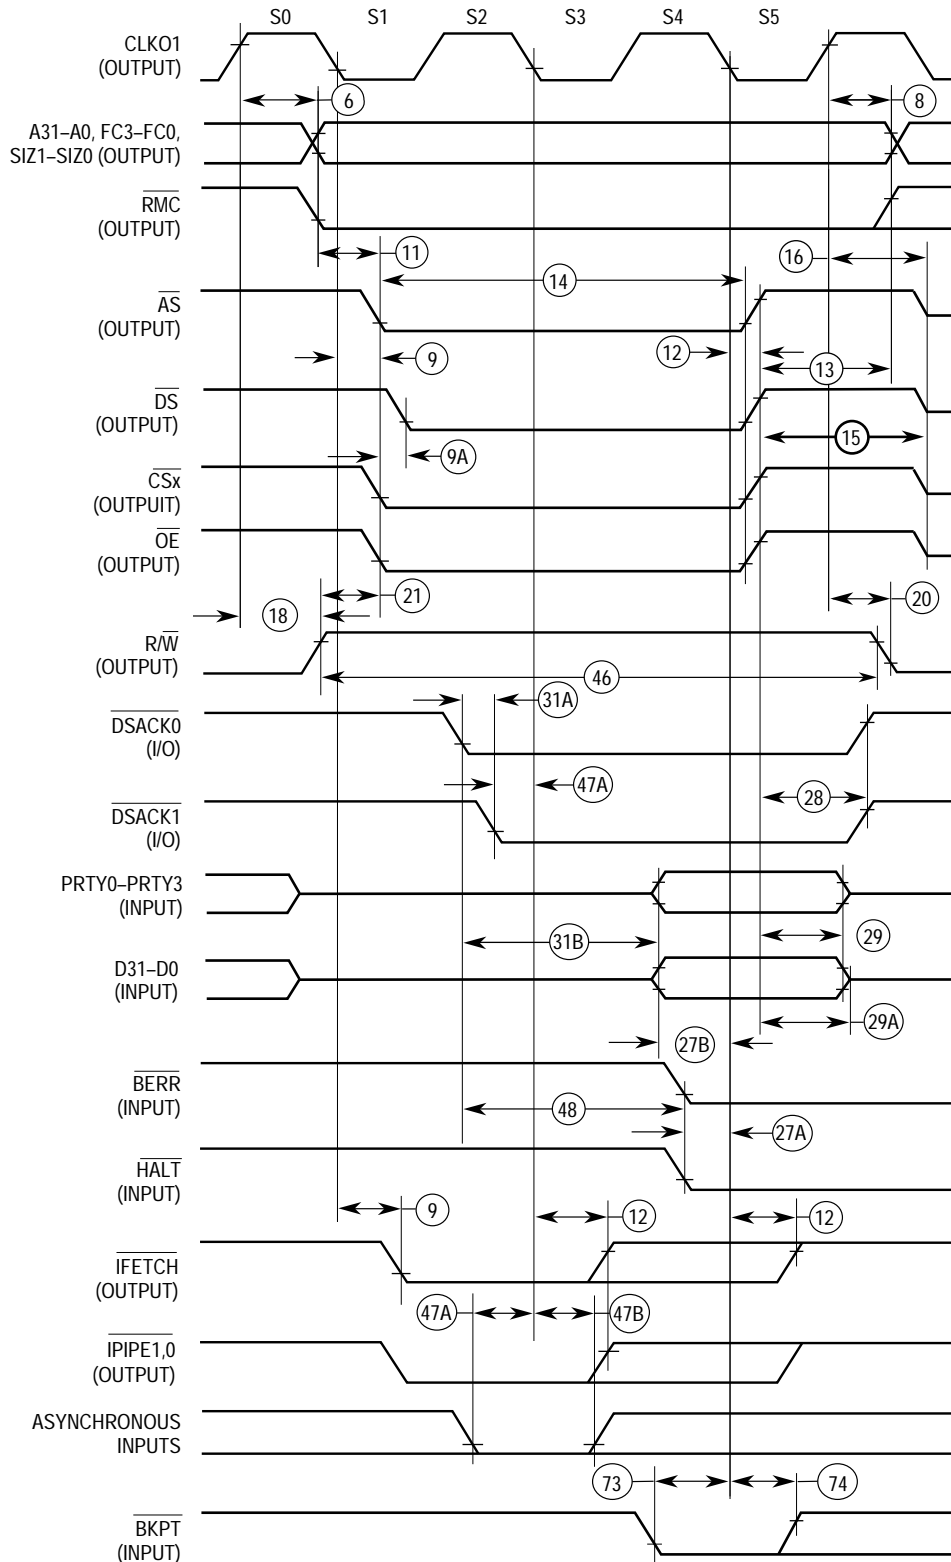 S0 S1 S2 S3 S4 S5
CLKO1
(OUTPUT)
6 8
A31–A0, FC3–FC0,
SIZ1–SIZ0 (OUTPUT)
RMC
(OUTPUT)
11 16
14
AS
(OUTPUT)
9 12 13
DS
(OUTPUT)
15
9A
CSx
(OUTPUIT)
OE
(OUTPUT)
21 20
18
R/W
(OUTPUT)
46
31A
DSACK0
(I/O)
47A
28
DSACK1
(I/O)
PRTY0–PRTY3
(INPUT)
31B 29
D31–D0
(INPUT)
29A
27B
BERR
(INPUT)
48
27A
HALT
(INPUT)
9 12 12
IFETCH
(OUTPUT)
47A 47B
IPIPE1,0
(OUTPUT)
ASYNCHRONOUS
INPUTS
73 74
BKPT
(INPUT)